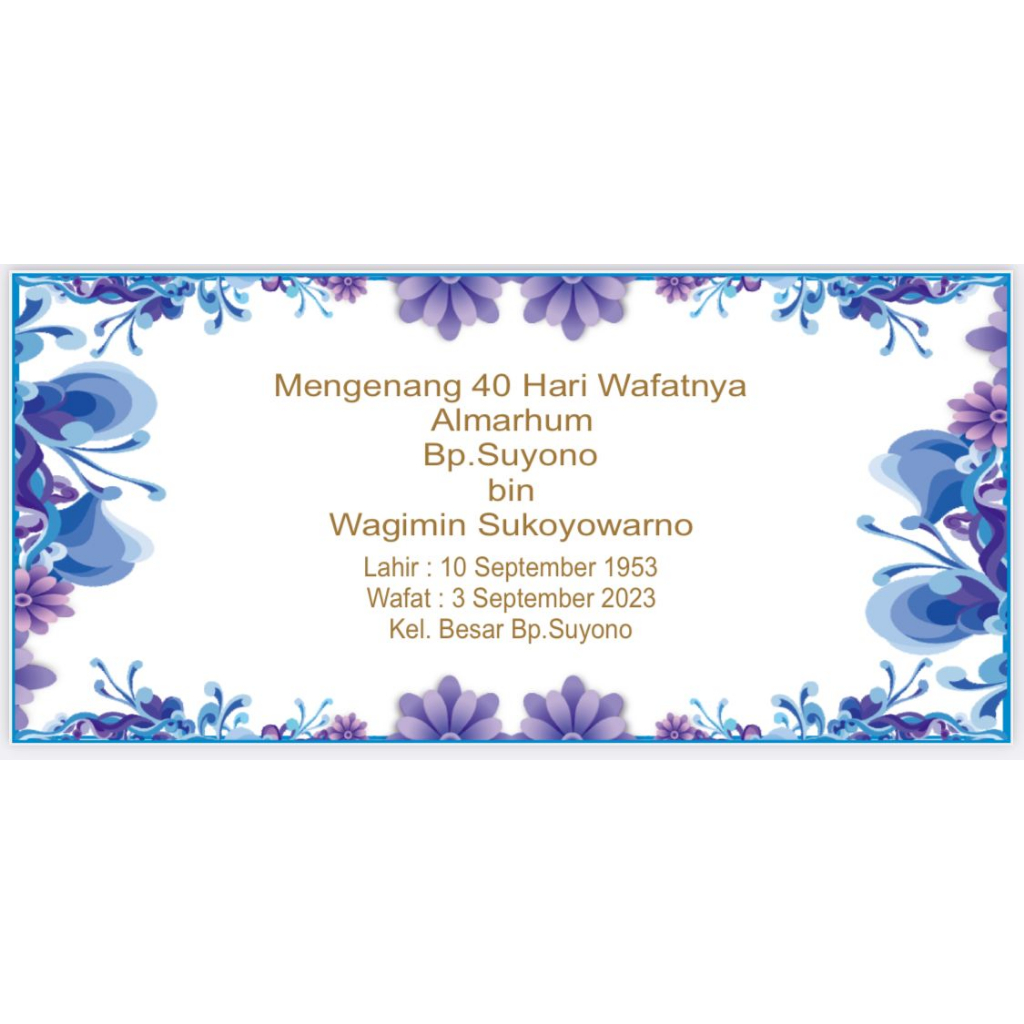 Mengenang 40 Hari Wafatnya
Almarhum
Bp.Suyono
bin
Wagimin Sukoyowarno
Lahir : 10 September 1953
Wafat : 3 September 2023
Kel. Besar Bp.Suyono